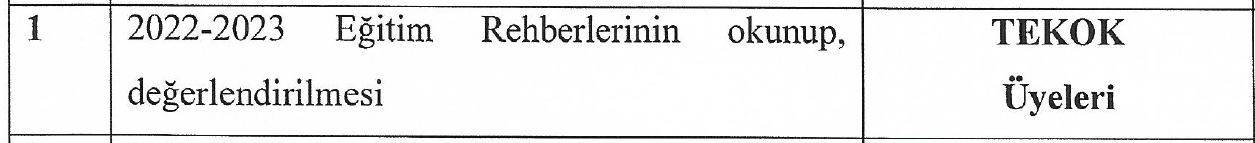 1 2022-2023 Eğitim Rehberlerinin okunup, TEKOK
değerlendirilmesi Üyeleri